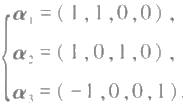 α₁ = ( 1 , 1 , 0 , 0 ) ,
α₂ = ( 1 , 0 , 1 , 0 ) ,
α₃ = ( −1 , 0 , 0 , 1 ) .